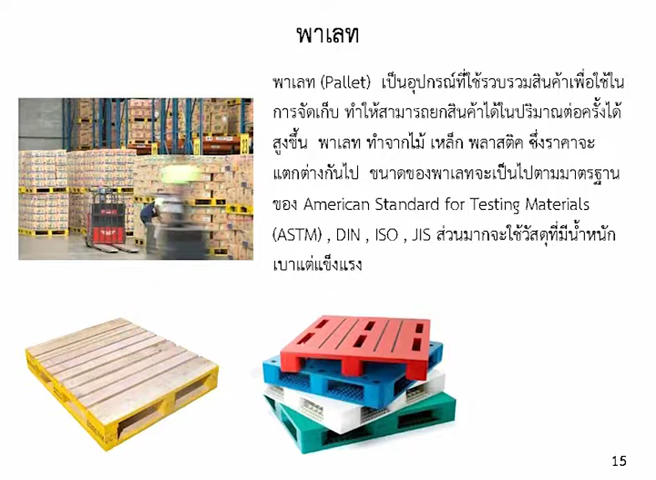 พาเลท
พาเลท (Pallet) เป็นอุปกรณ์ที่ใช้รวบรวมสินค้าเพื่อใช้ใน
การจัดเก็บ ทำให้สามารถยกสินค้าได้ในปริมาณต่อครั้งได้
สูงขึ้น พาเลท ทำจากไม้ เหล็ก พลาสติค ซึ่งราคาจะ
แตกต่างกันไป ขนาดของพาเลทจะเป็นไปตามมาตรฐาน
ของ American Standard for Testing Materials
(ASTM) , DIN , ISO , JIS ส่วนมากจะใช้วัสดุที่มีน้ำหนัก
เบาแต่แข็งแรง
15